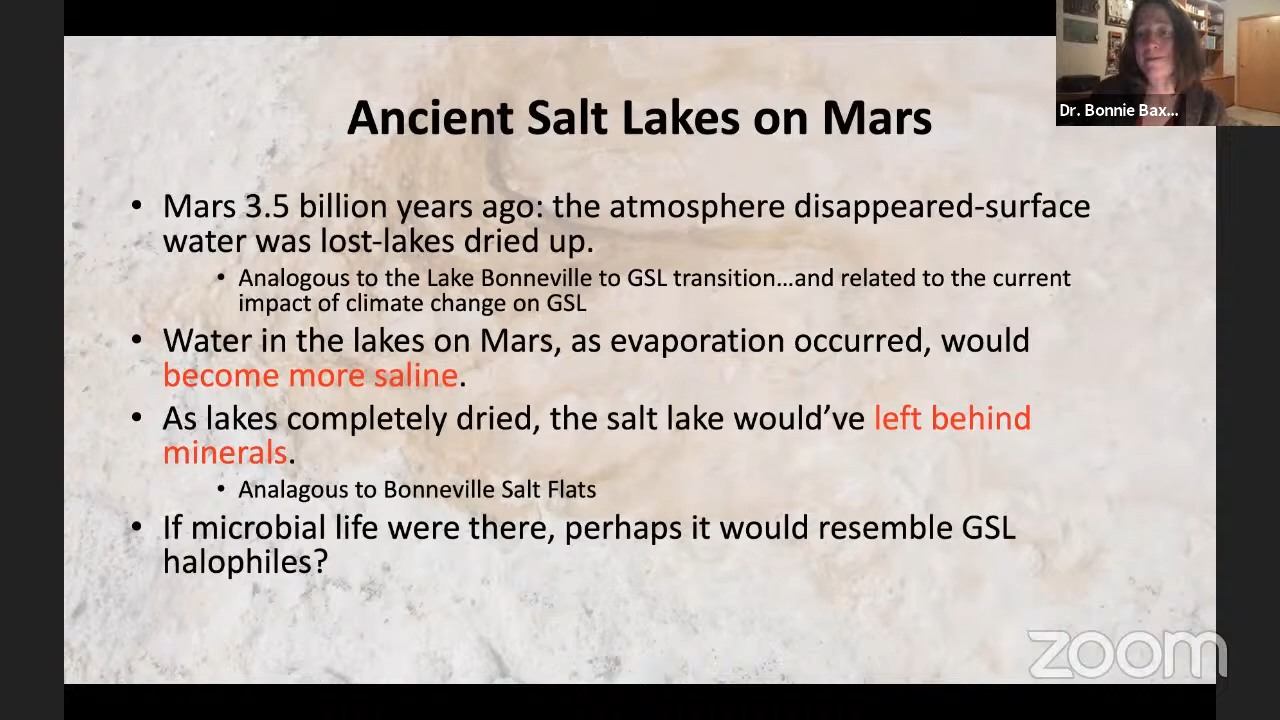 Dr. Bonnie Bax...
Ancient Salt Lakes on Mars
• Mars 3.5 billion years ago: the atmosphere disappeared-surface
water was lost-lakes dried up.
• Analogous to the Lake Bonneville to GSL transition...and related to the current
impact of climate change on GSL
• Water in the lakes on Mars, as evaporation occurred, would
become more saline.
• As lakes completely dried, the salt lake would’ve left behind
minerals.
• Analagous to Bonneville Salt Flats
• If microbial life were there, perhaps it would resemble GSL
halophiles?
zoom